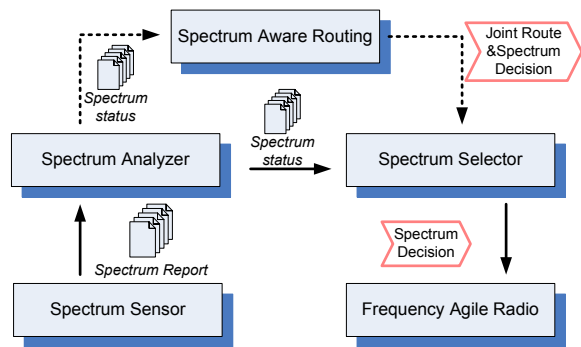 Spectrum Aware Routing
Joint Route
&Spectrum
Decision
Spectrum
status
Spectrum
status
Spectrum Analyzer
Spectrum Selector
Spectrum Report
Spectrum
Decision
Spectrum Sensor
Frequency Agile Radio